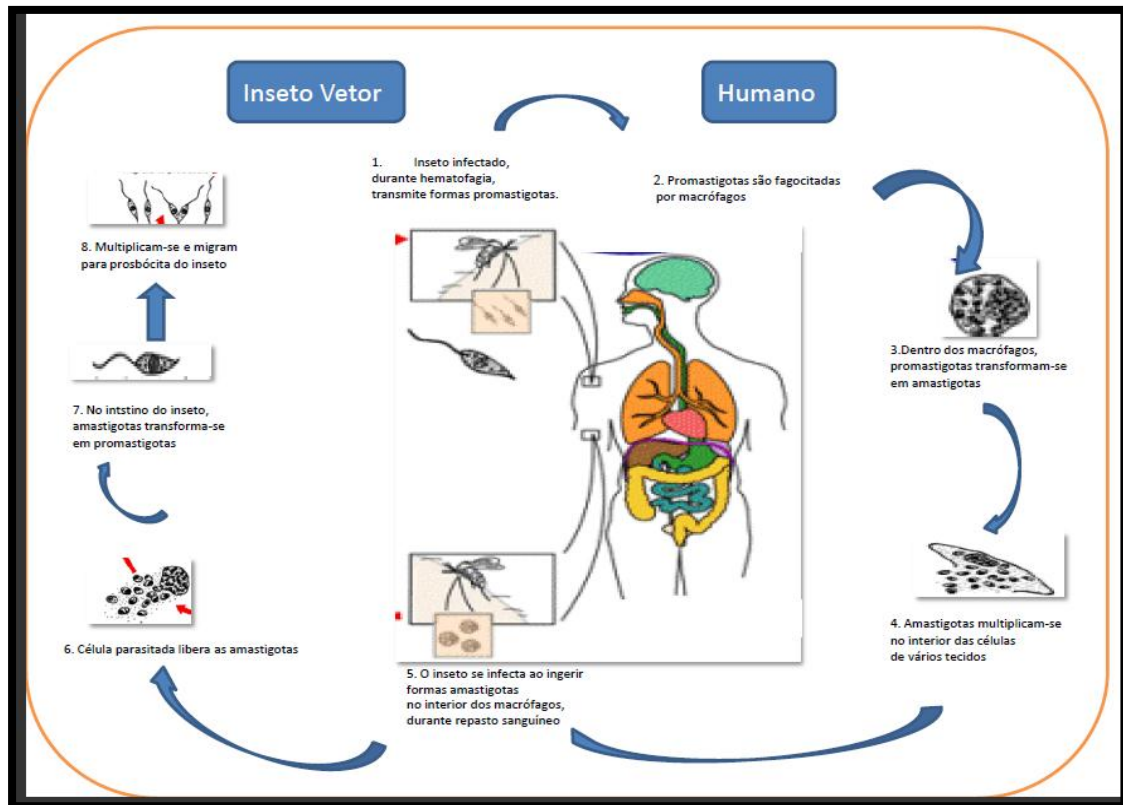 Inseto Vetor
Humano
1. Inseto infectado,
durante hematofagia,
transmite formas promastigotas.
2. Promastigotas são fagocitadas
por macrófagos
3.Dentro dos macrófagos,
promastigotas transformam-se
em amastigotas
4. Amastigotas multiplicam-se
no interior das células
de vários tecidos
5. O inseto se infecta ao ingerir
formas amastigotas
no interior dos macrófagos,
durante repasto sanguíneo
6. Célula parasitada libera as amastigotas
7. No intstino do inseto,
amastigotas transforma-se
em promastigotas
8. Multiplicam-se e migram
para prosbócita do inseto